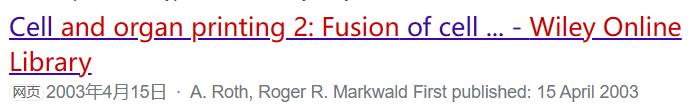 Cell and organ printing 2: Fusion of cell ... - Wiley Online
Library
网页 2003年4月15日 · A. Roth, Roger R. Markwald First published: 15 April 2003